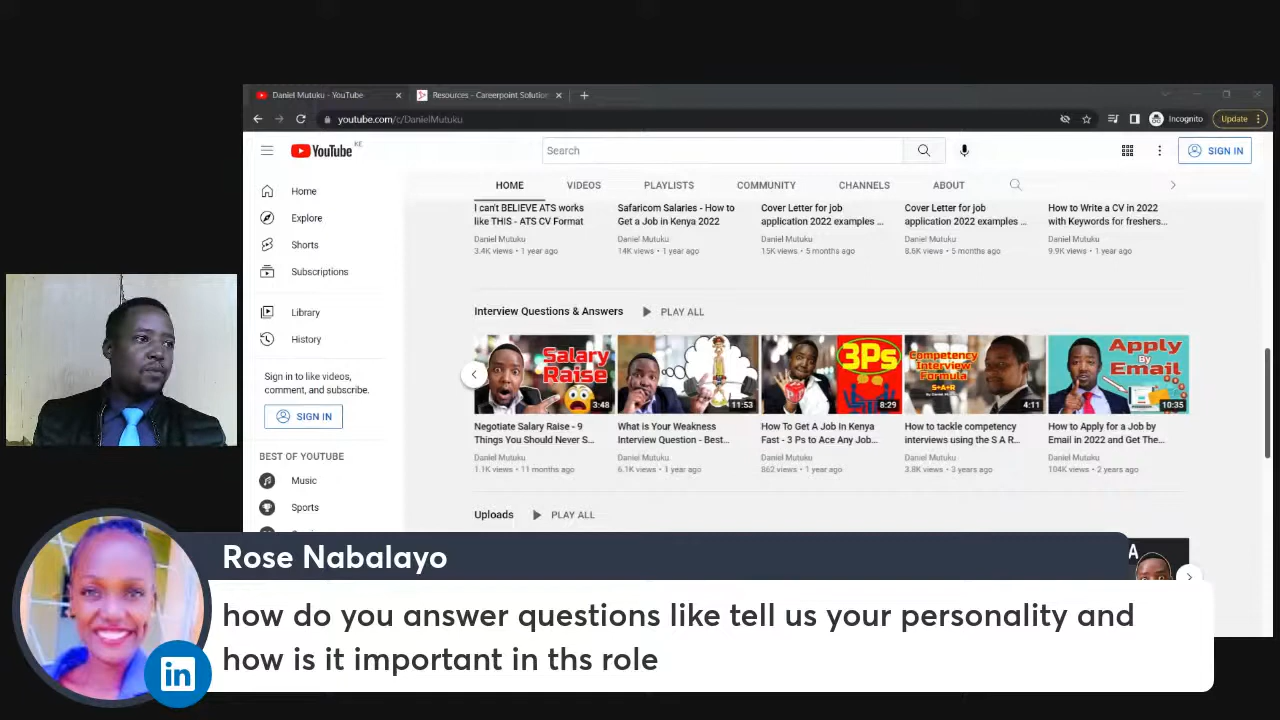 Daniel Mutuku - YouTube
Resources - Careerpoint Solution
youtube.com/c/DanielMutuku
Incognito
Update
YouTube KE
Search
SIGN IN
HOME
VIDEOS
PLAYLISTS
COMMUNITY
CHANNELS
ABOUT
Home
Explore
Shorts
Subscriptions
Library
History
Sign in to like videos,
comment, and subscribe.
SIGN IN
BEST OF YOUTUBE
Music
Sports
I can't BELIEVE ATS works
like THIS - ATS CV Format
Daniel Mutuku
3.4K views • 1 year ago
Safaricom Salaries - How to
Get a Job in Kenya 2022
Daniel Mutuku
14K views • 1 year ago
Cover Letter for job
application 2022 examples ...
Daniel Mutuku
15K views • 5 months ago
Cover Letter for job
application 2022 examples ...
Daniel Mutuku
8.6K views • 5 months ago
How to Write a CV in 2022
with Keywords for freshers...
Daniel Mutuku
9.9K views • 1 year ago
Interview Questions & Answers
PLAY ALL
Salary
Raise
3:48
Negotiate Salary Raise - 9
Things You Should Never S...
Daniel Mutuku
1.1K views • 11 months ago
11:53
What is Your Weakness
Interview Question - Best...
Daniel Mutuku
6.1K views • 1 year ago
3Ps
8:29
How To Get A Job in Kenya
Fast - 3 Ps to Ace Any Job...
Daniel Mutuku
862 views • 1 year ago
Competency
Interview
Formula
S+A+R
4:11
How to tackle competency
interviews using the S A R...
Daniel Mutuku
3.8K views • 3 years ago
Apply
By
Email
10:35
How to Apply for a Job by
Email in 2022 and Get The...
Daniel Mutuku
104K views • 2 years ago
Uploads
PLAY ALL
A
Rose Nabalayo
how do you answer questions like tell us your personality and
how is it important in ths role
in